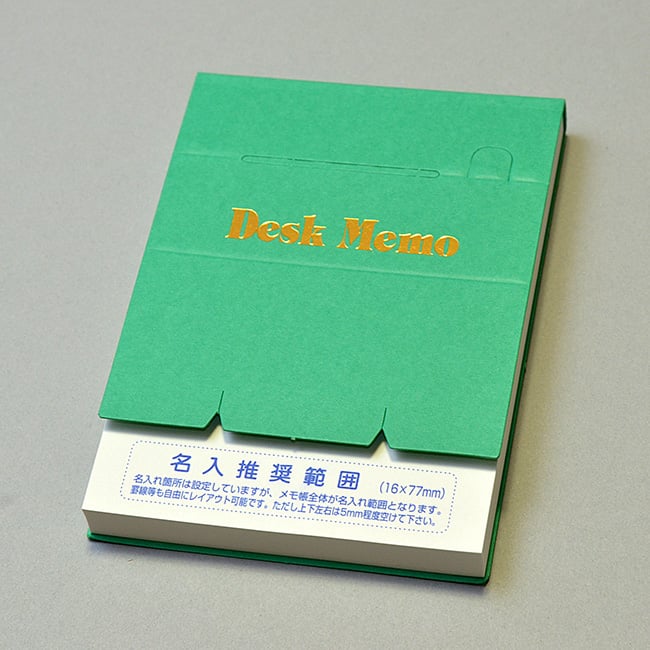 Desk Memo
名入推奨範囲 (16×77mm)
名入れ箇所は設定していますが、メモ帳全体が名入れ範囲となります。
罫線等も自由にレイアウト可能です。ただし上下左右は5mm程度空けて下さい。